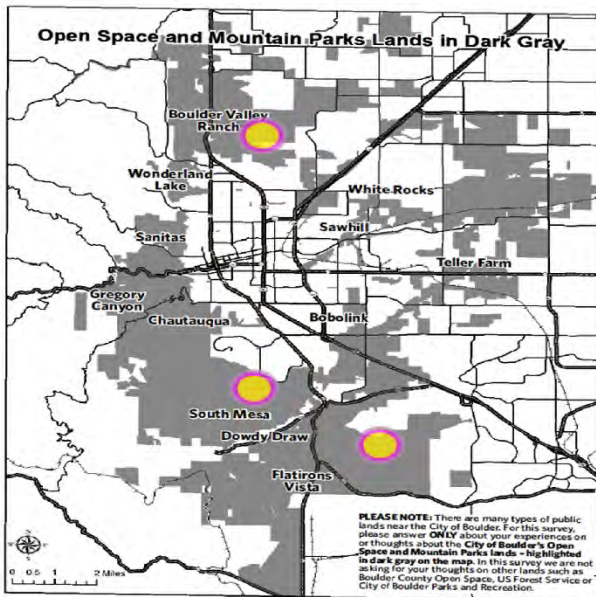 Open Space and Mountain Parks Lands in Dark Gray
Boulder Valley
Ranch
Wonderland
Lake
White Rocks
Sanitas
Sawhill
Teller Farm
Gregory
Canyon
Chautauqua
Bobolink
South Mesa
Dowdy Draw
Flatirons
Vista
PLEASE NOTE: There are many types of public
lands near the City of Boulder. For this survey,
please answer ONLY about your experiences on
or thoughts about the City of Boulder's Open
Space and Mountain Parks lands - highlighted
in dark gray on the map. In this survey we are not
asking for your thoughts on other lands such as
Boulder County Open Space, US Forest Service or
City of Boulder Parks and Recreation.
0 0.5 1 2 Miles